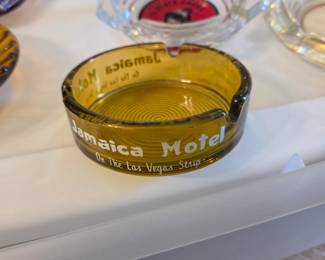 Jamaica Motel
On The Las Vegas Strip